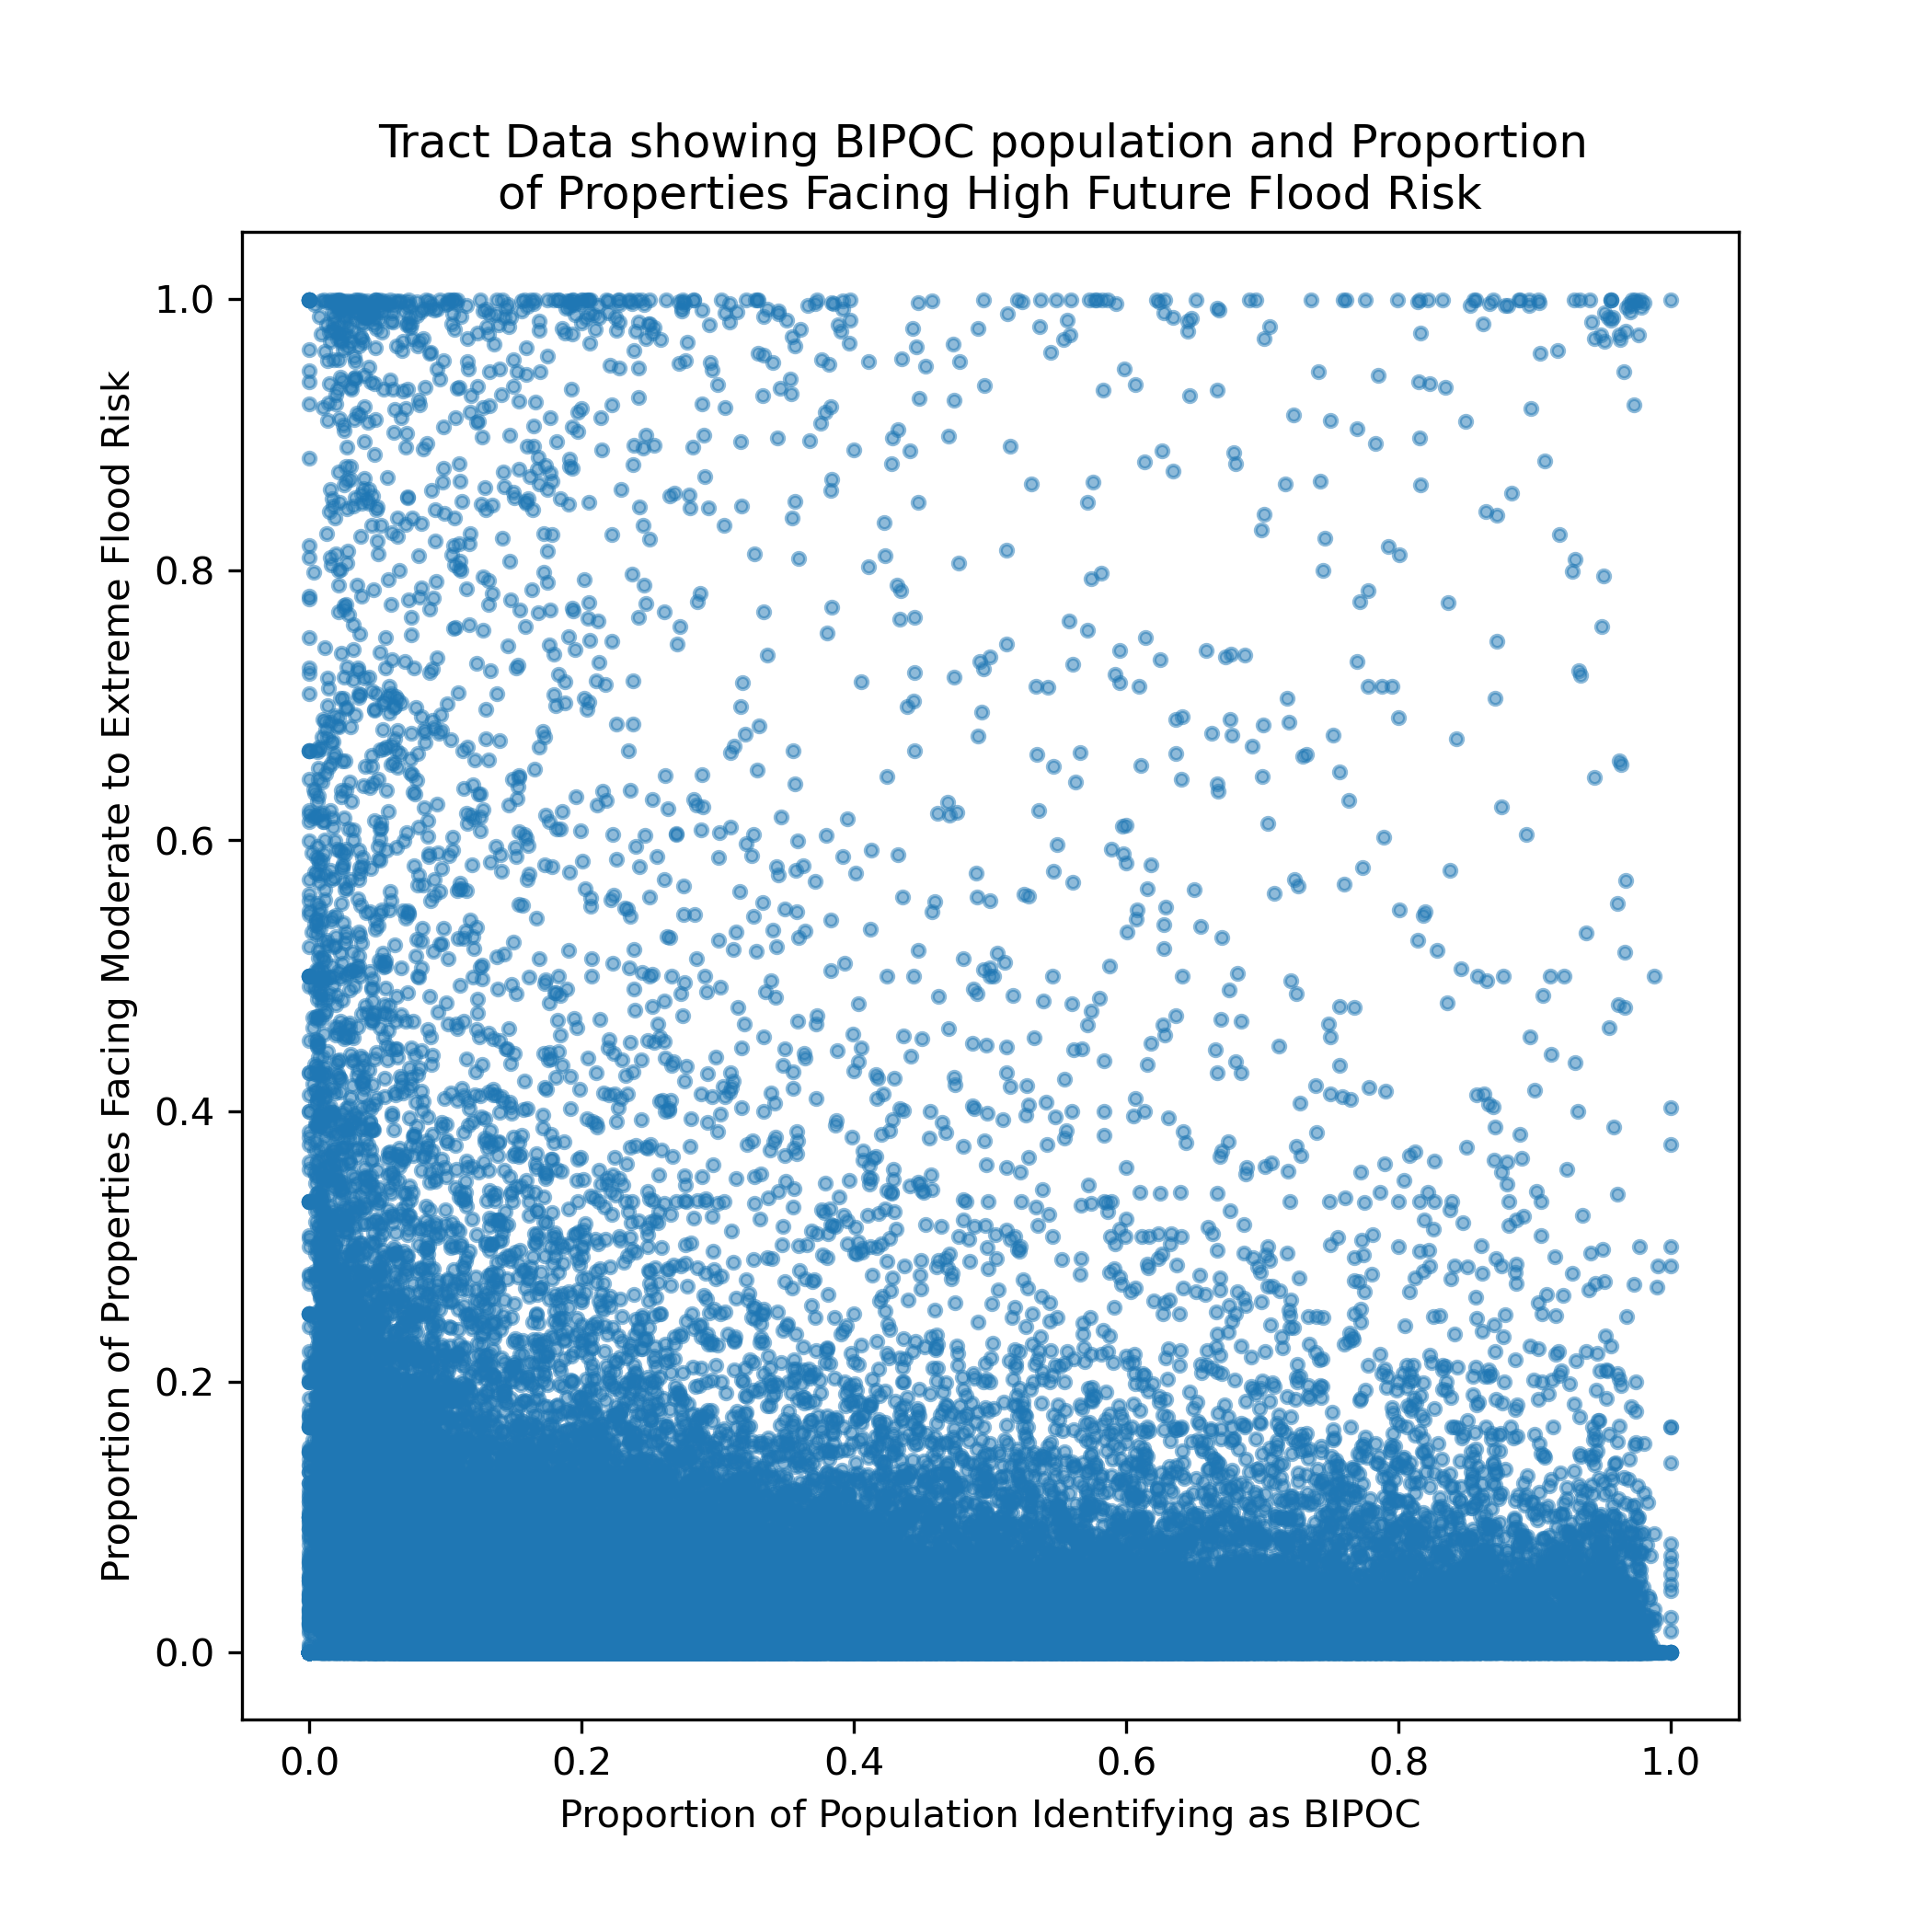 Tract Data showing BIPOC population and Proportion
of Properties Facing High Future Flood Risk
Proportion of Properties Facing Moderate to Extreme Flood Risk
1.0
0.8
0.6
0.4
0.2
0.0
0.0 0.2 0.4 0.6 0.8 1.0
Proportion of Population Identifying as BIPOC